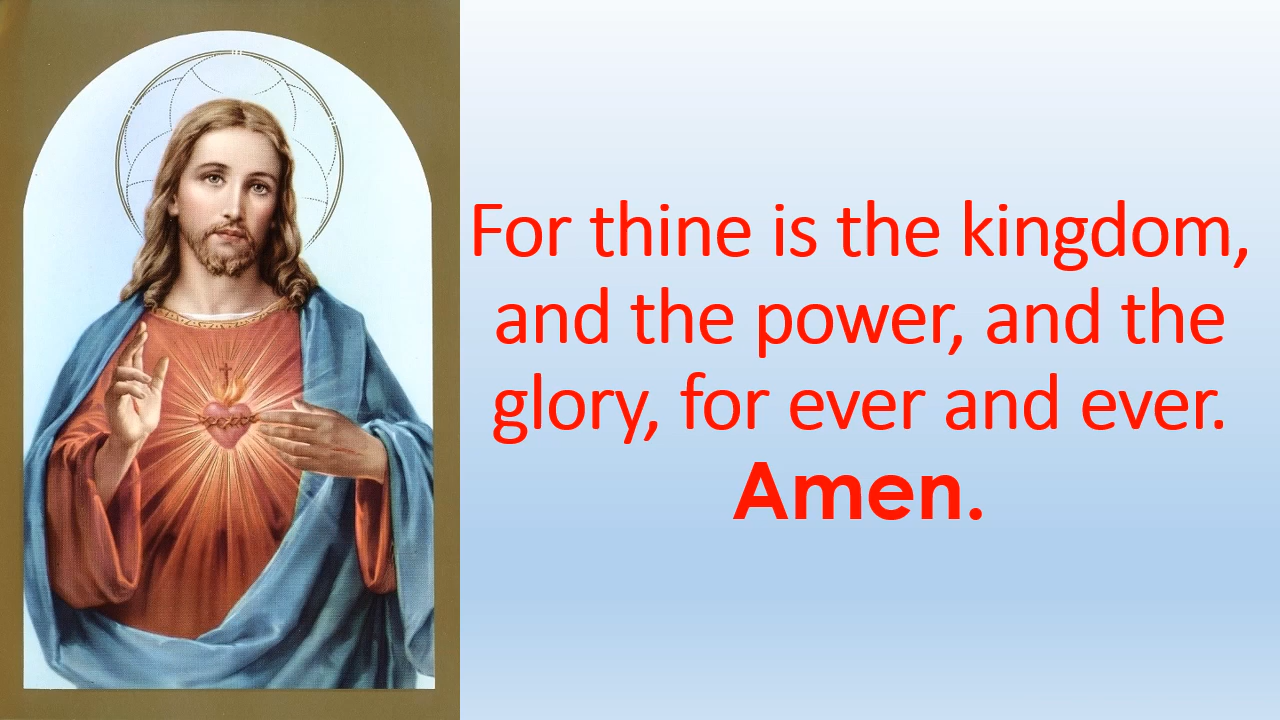 For thine is the kingdom,
and the power, and the
glory, for ever and ever.
Amen.